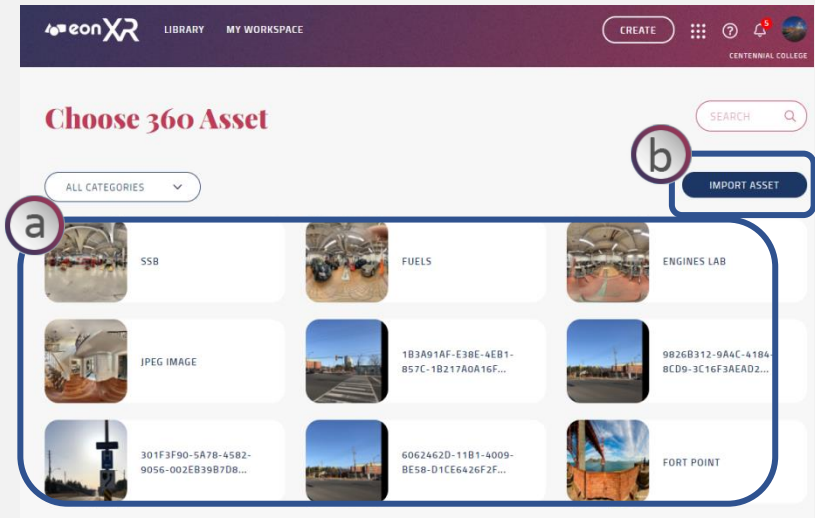 eonXR LIBRARY MY WORKSPACE CREATE 5
CENTENNIAL COLLEGE
Choose 360 Asset
SEARCH
b
ALL CATEGORIES
IMPORT ASSET
a
SSB
FUELS
ENGINES LAB
JPEG IMAGE
1B3A91AF-E38E-4EB1-
857C-1B217A0A16F...
9826B312-9A4C-4184-
8CD9-3C16F3AEAD2...
301F3F90-5A78-4582-
9056-002EB39B7D8...
6062462D-11B1-4009-
BE58-D1CE6426F2F...
FORT POINT